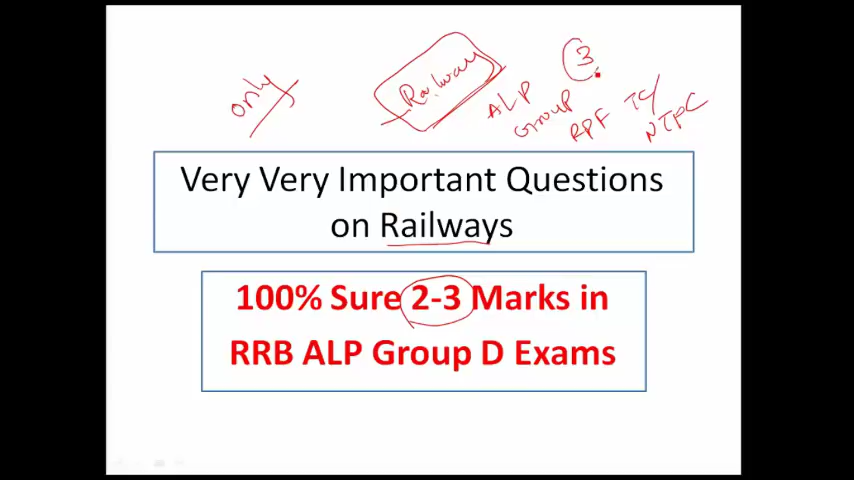 only
Railway
3
ALP
Group
RPF
TC/
NTPC
Very Very Important Questions
on Railways
100% Sure 2-3 Marks in
RRB ALP Group D Exams